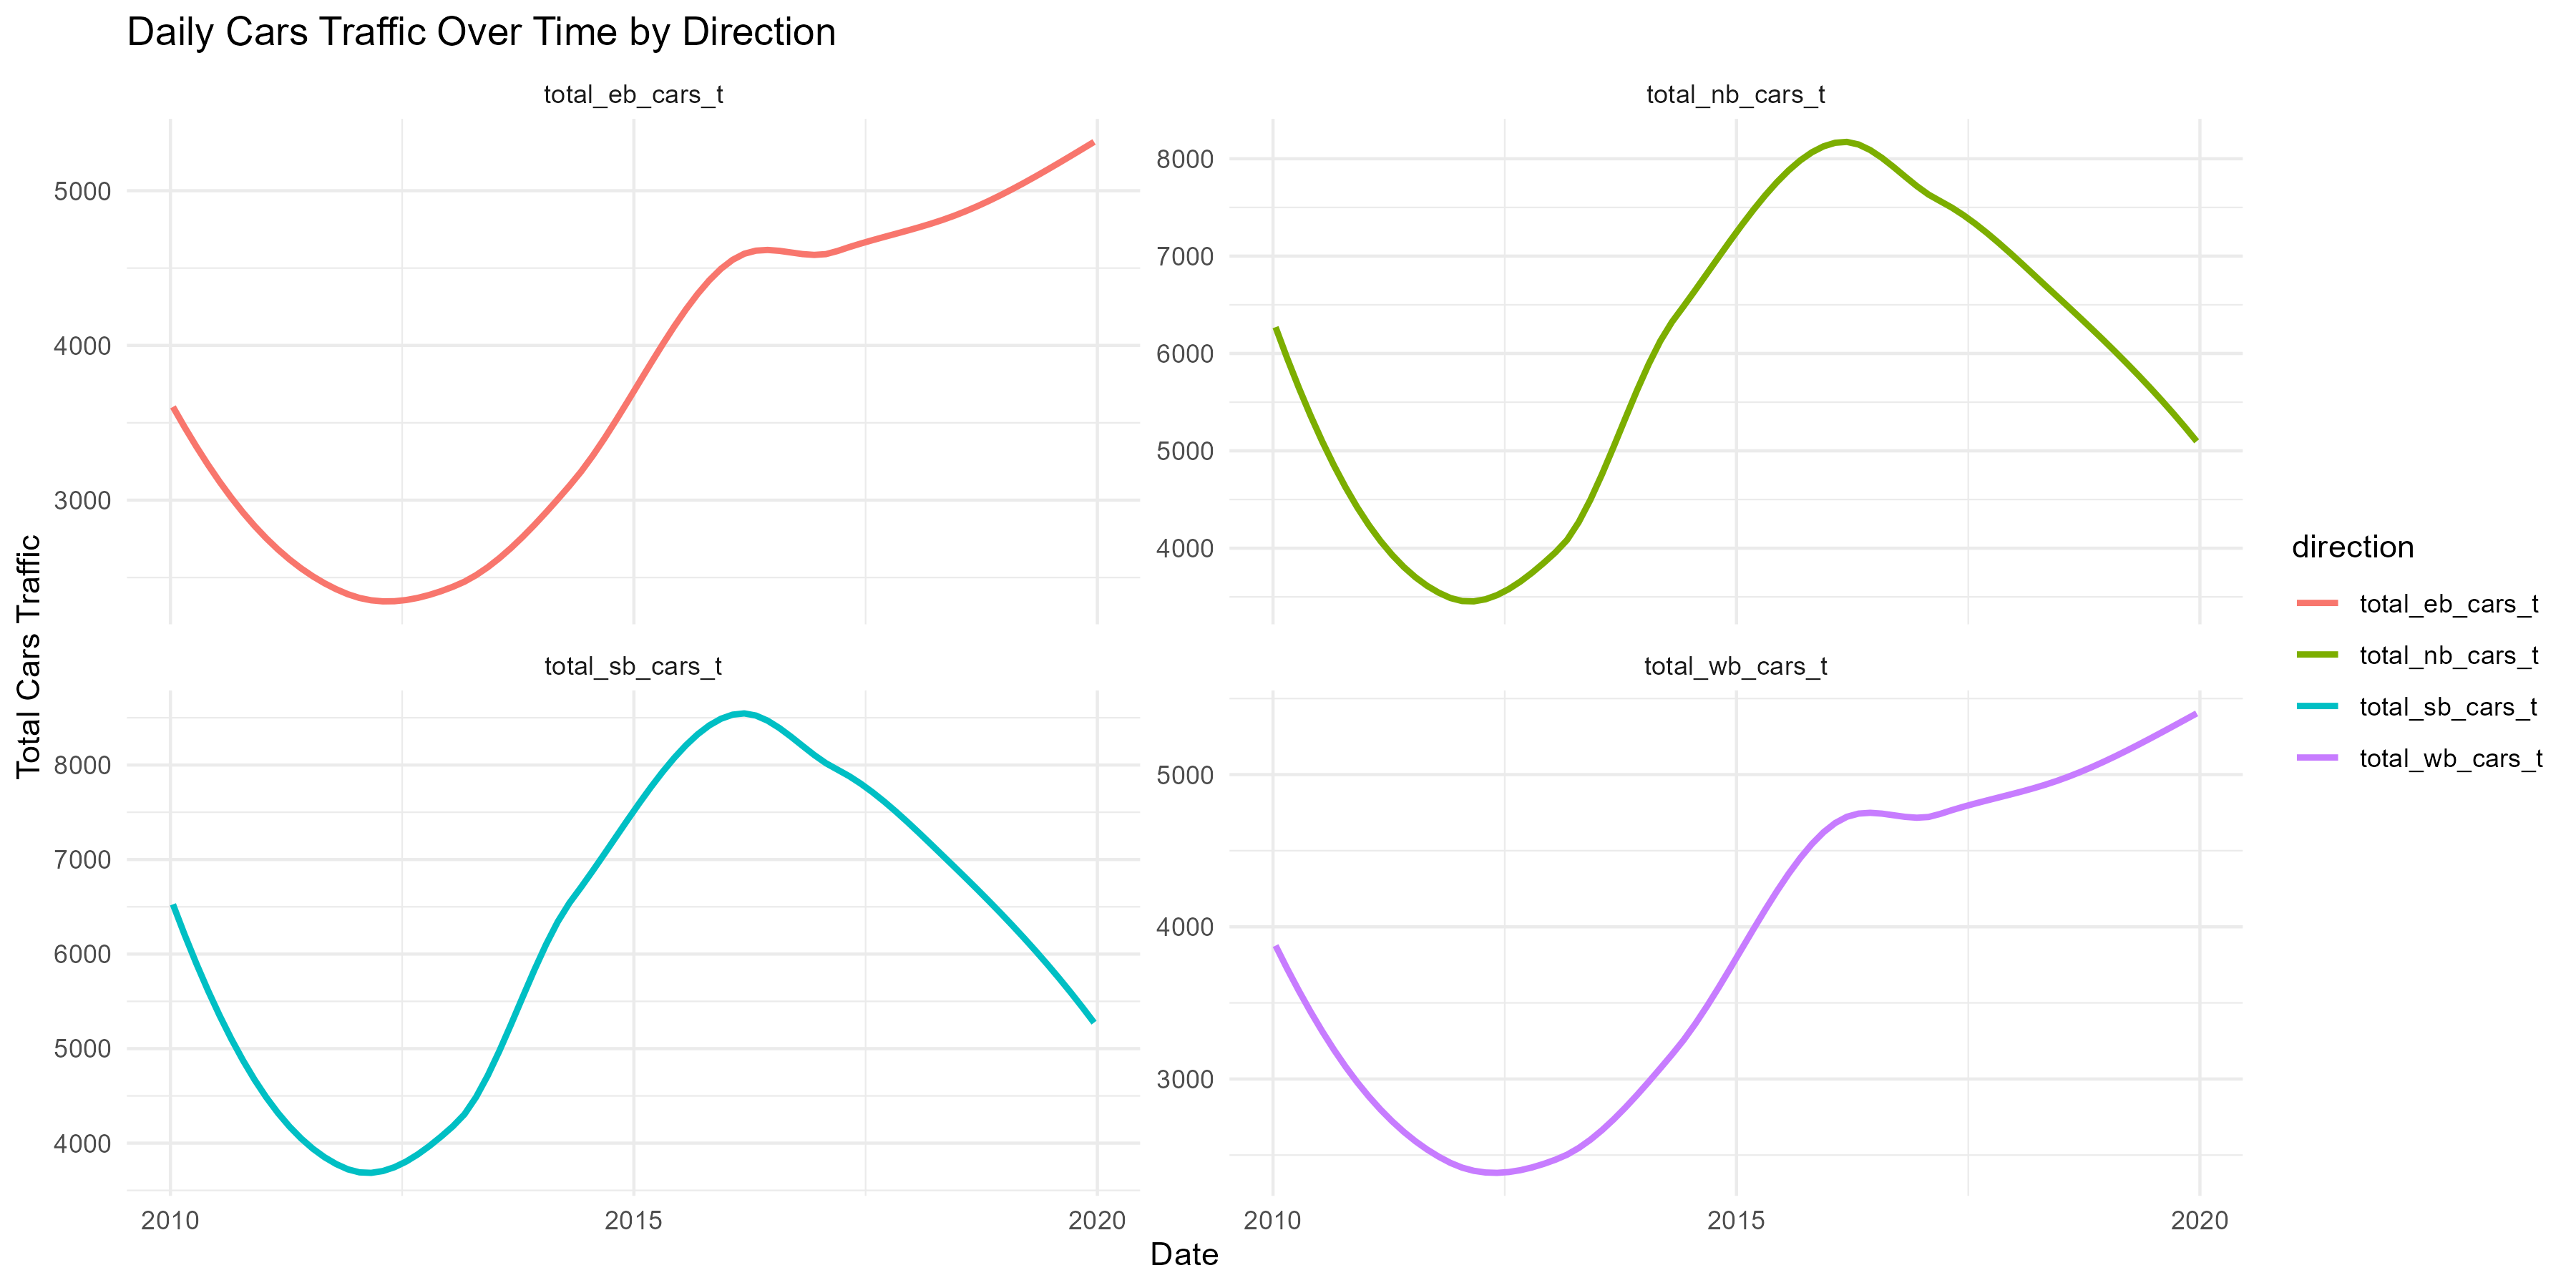 Daily Cars Traffic Over Time by Direction
total_eb_cars_t
total_nb_cars_t
5000
4000
3000
8000
7000
6000
5000
4000
Total Cars Traffic
total_sb_cars_t
total_wb_cars_t
8000
7000
6000
5000
4000
5000
4000
3000
2010
2015
2020
2010
2015
2020
Date
direction
total_eb_cars_t
total_nb_cars_t
total_sb_cars_t
total_wb_cars_t